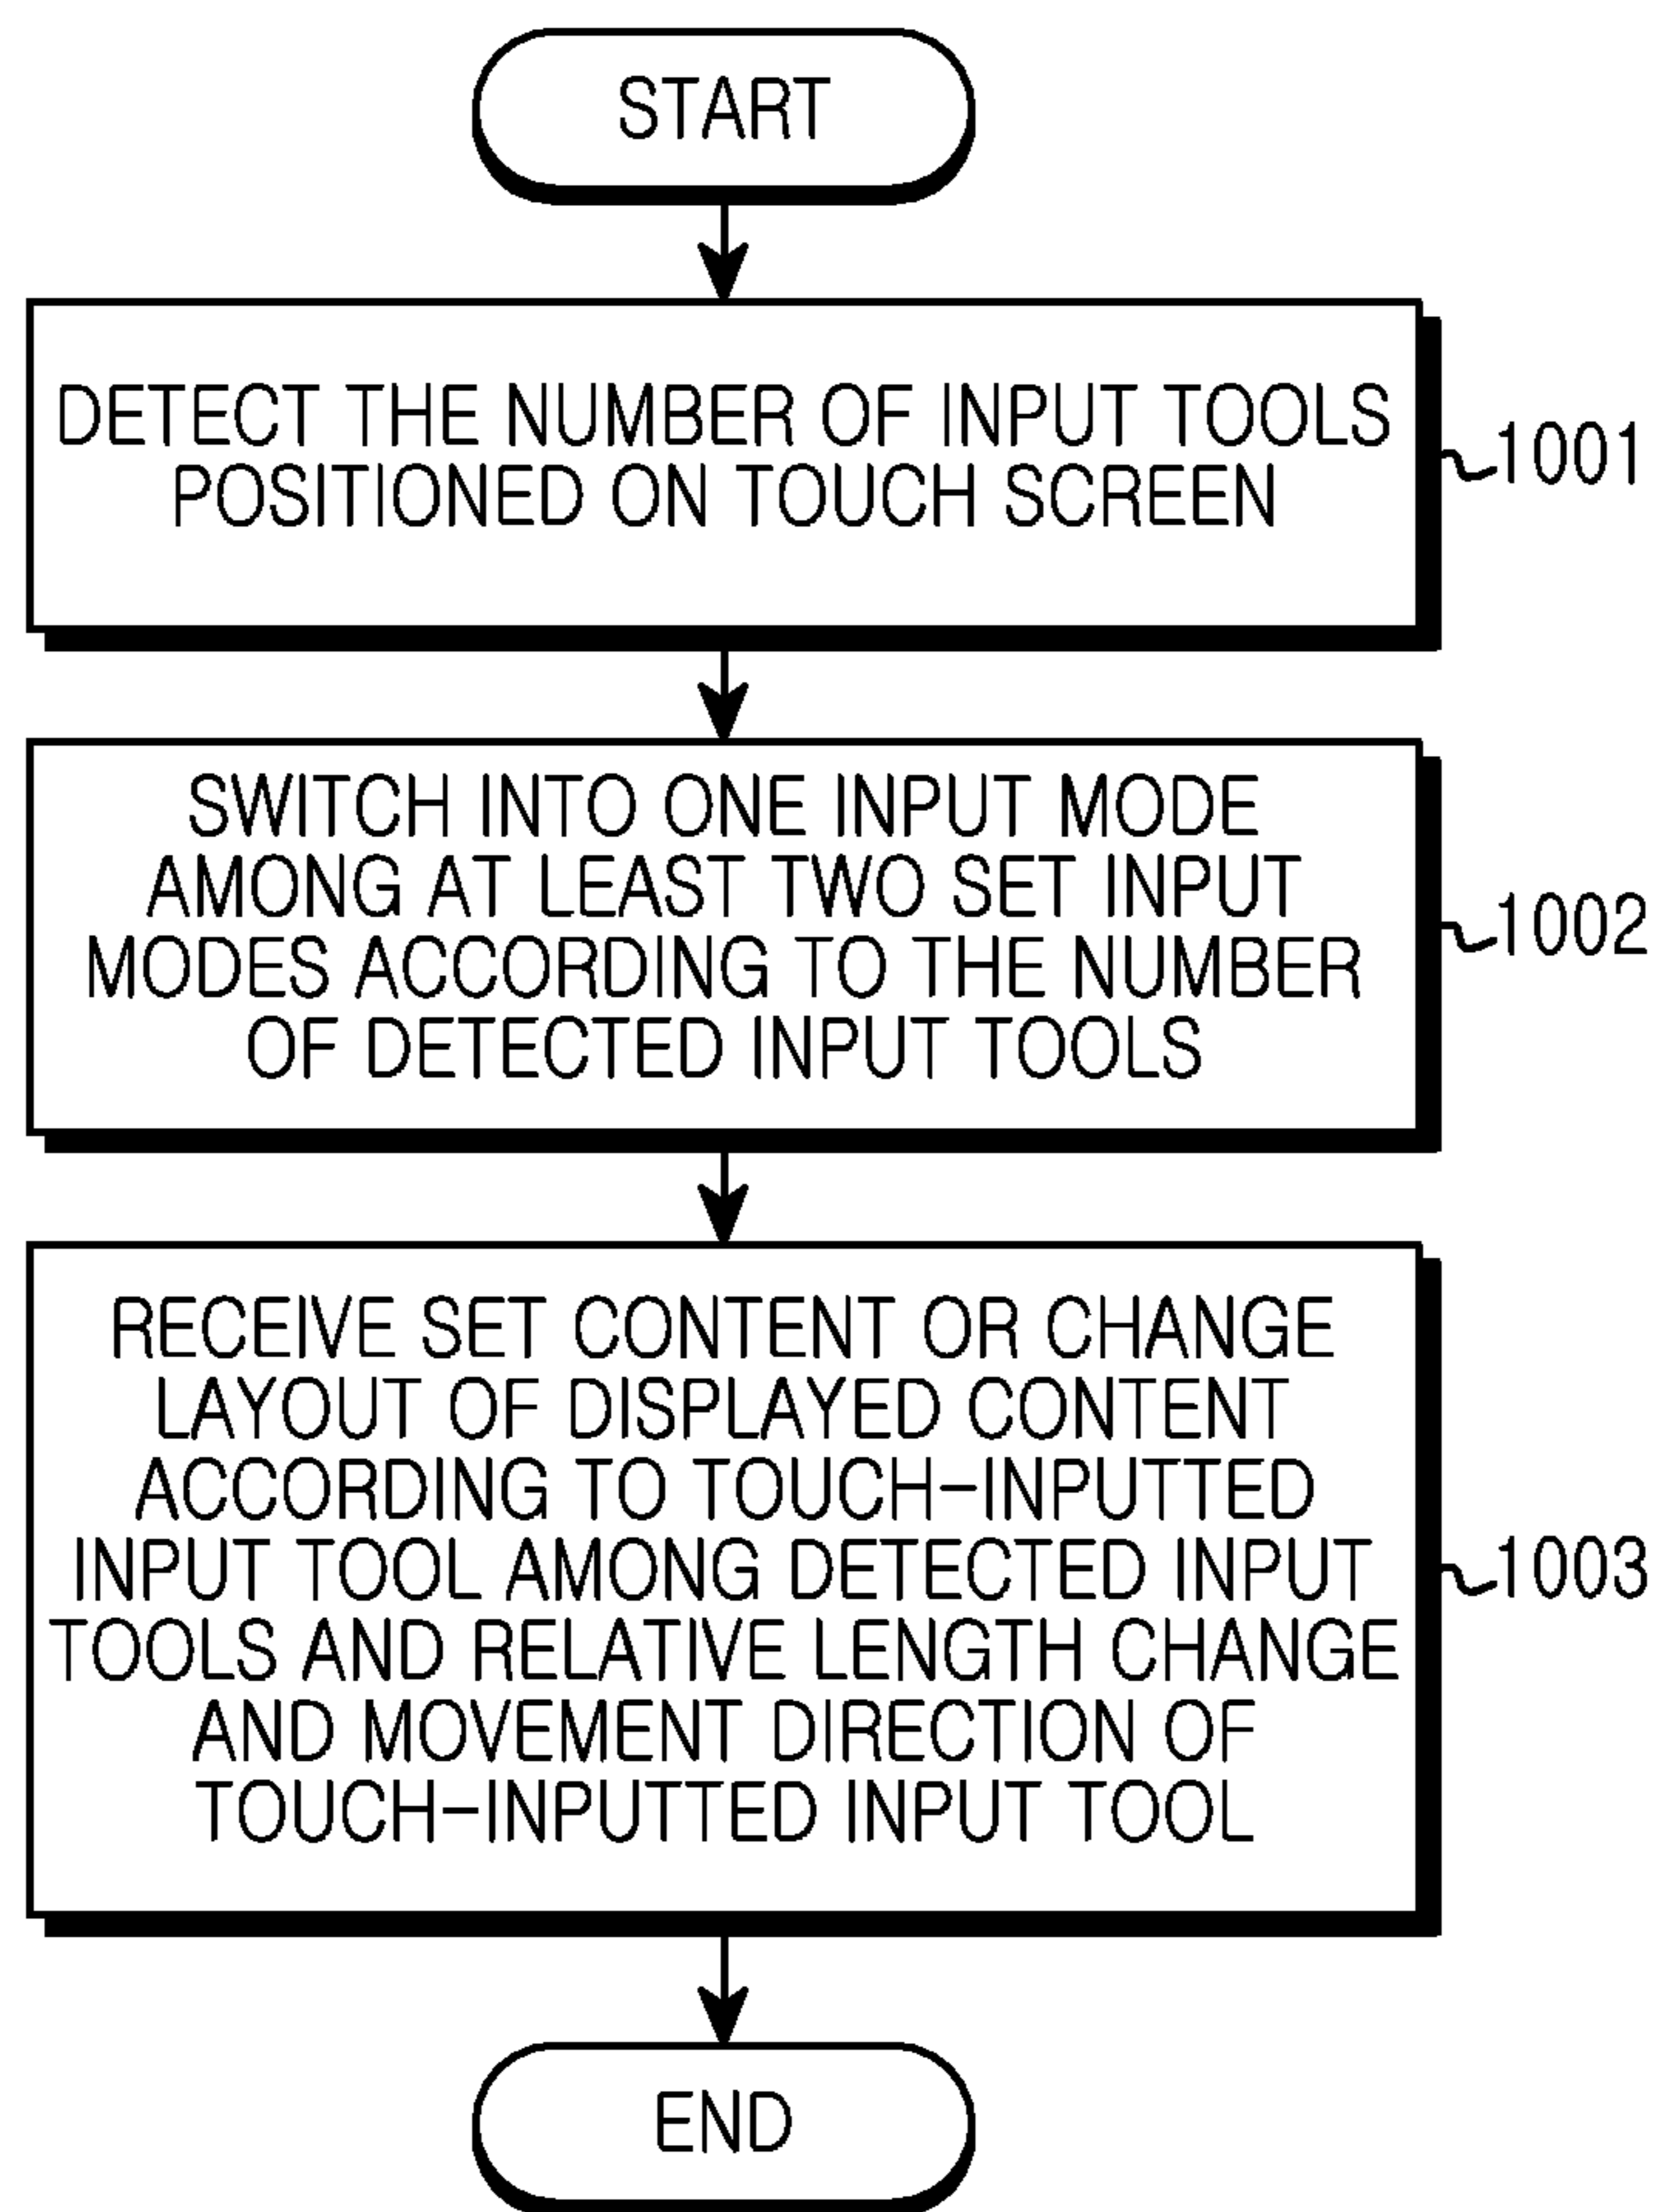 START
DETECT THE NUMBER OF INPUT TOOLS
POSITIONED ON TOUCH SCREEN
1001
SWITCH INTO ONE INPUT MODE
AMONG AT LEAST TWO SET INPUT
MODES ACCORDING TO THE NUMBER
OF DETECTED INPUT TOOLS
1002
RECEIVE SET CONTENT OR CHANGE
LAYOUT OF DISPLAYED CONTENT
ACCORDING TO TOUCH-INPUTTED
INPUT TOOL AMONG DETECTED INPUT
TOOLS AND RELATIVE LENGTH CHANGE
AND MOVEMENT DIRECTION OF
TOUCH-INPUTTED INPUT TOOL
1003
END